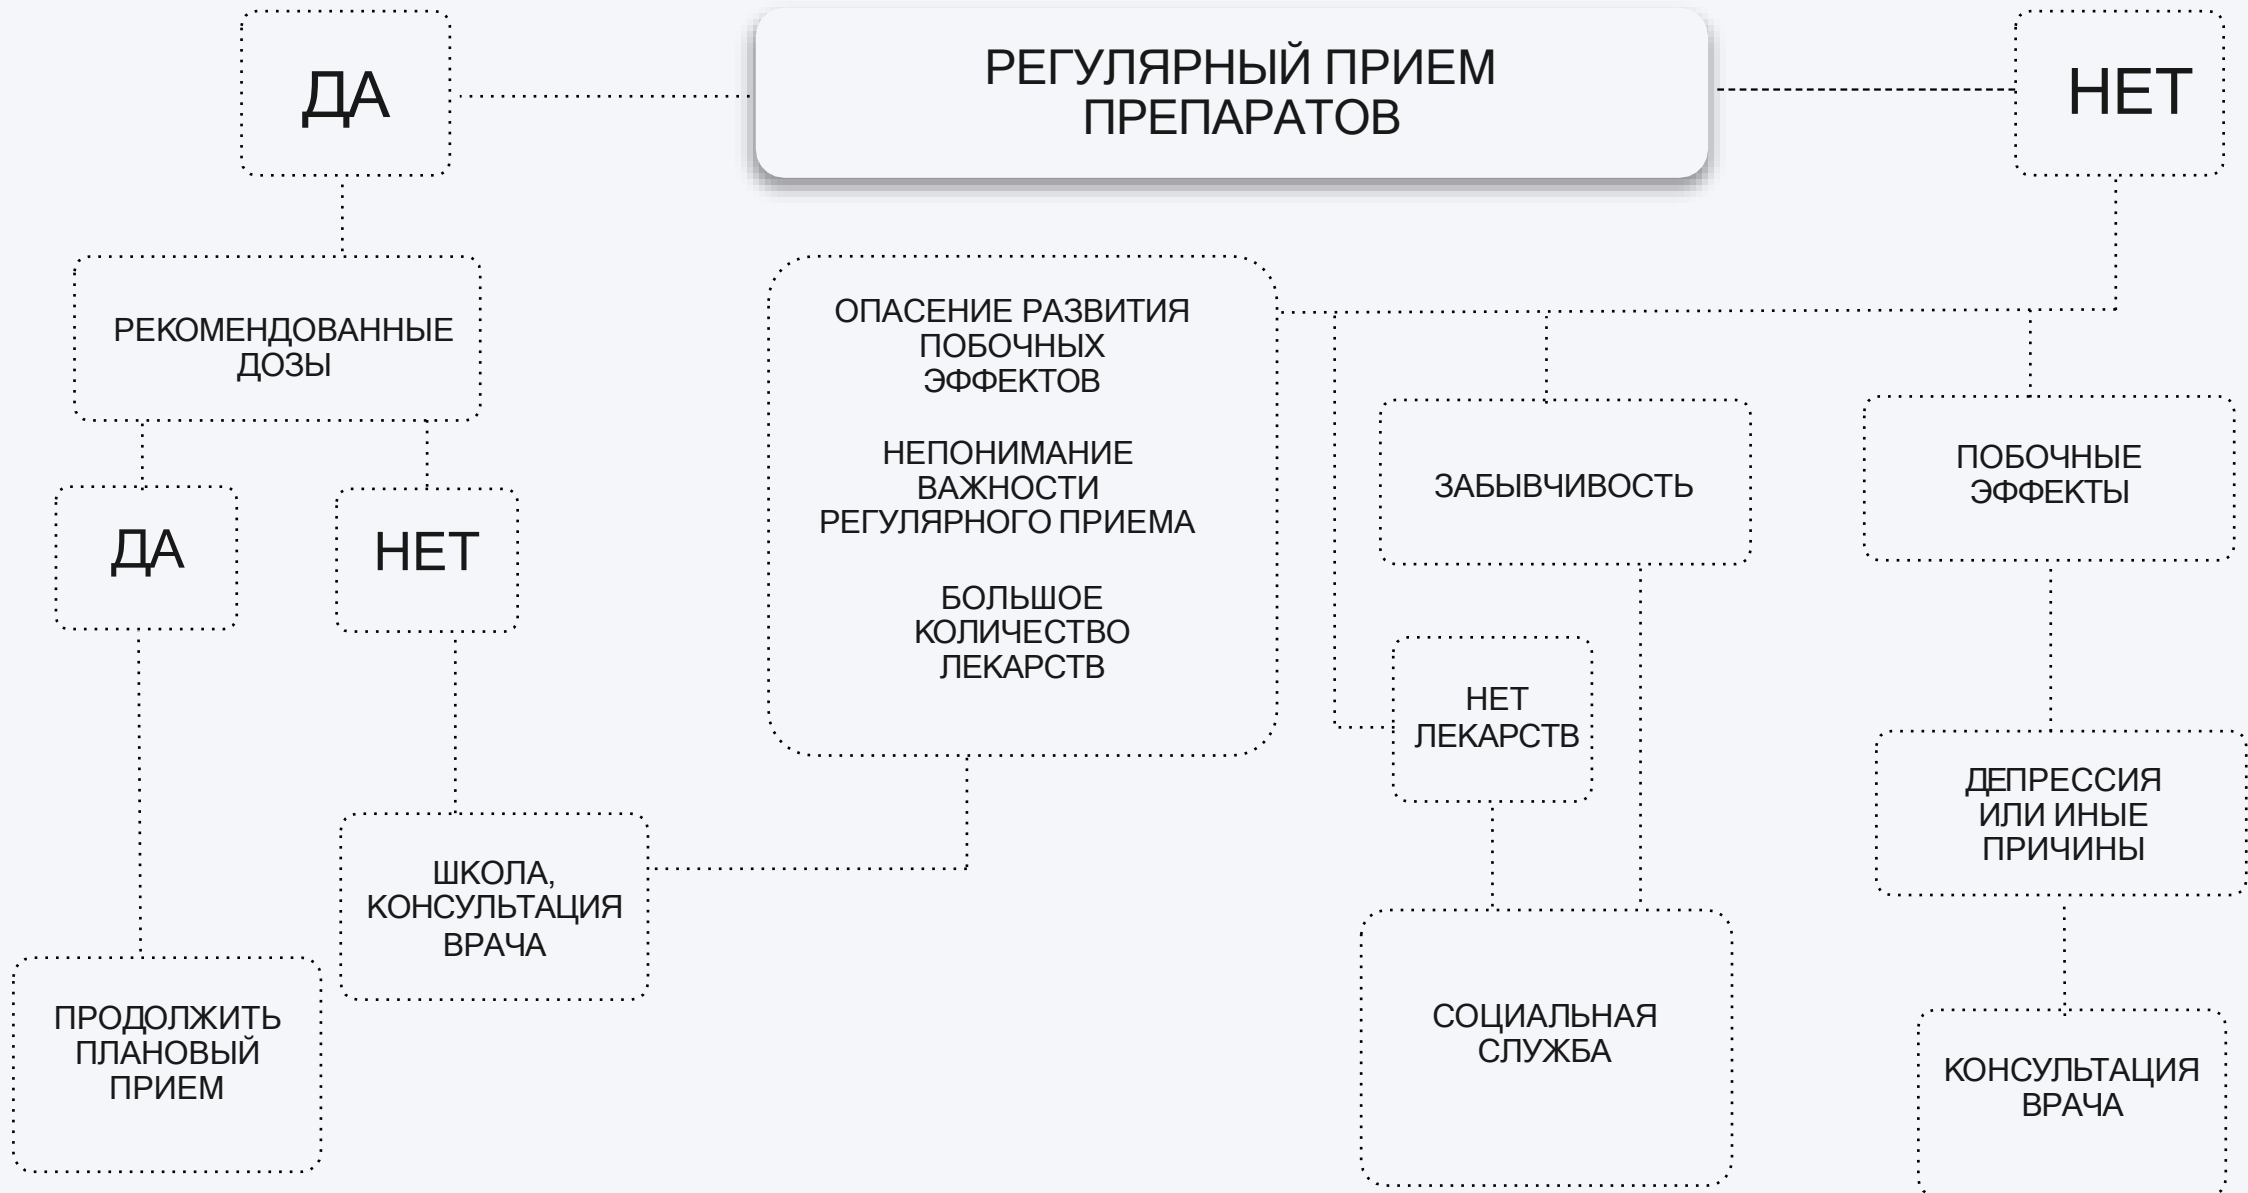 ДА
РЕГУЛЯРНЫЙ ПРИЕМ
ПРЕПАРАТОВ
НЕТ
РЕКОМЕНДОВАННЫЕ
ДОЗЫ
ДА
НЕТ
ОПАСЕНИЕ РАЗВИТИЯ
ПОБОЧНЫХ
ЭФФЕКТОВ
НЕПОНИМАНИЕ
ВАЖНОСТИ
РЕГУЛЯРНОГО ПРИЕМА
БОЛЬШОЕ
КОЛИЧЕСТВО
ЛЕКАРСТВ
ЗАБЫВЧИВОСТЬ
ПОБОЧНЫЕ
ЭФФЕКТЫ
НЕТ
ЛЕКАРСТВ
ДЕПРЕССИЯ
ИЛИ ИНЫЕ
ПРИЧИНЫ
ШКОЛА,
КОНСУЛЬТАЦИЯ
ВРАЧА
ПРОДОЛЖИТЬ
ПЛАНОВЫЙ
ПРИЕМ
СОЦИАЛЬНАЯ
СЛУЖБА
КОНСУЛЬТАЦИЯ
ВРАЧА